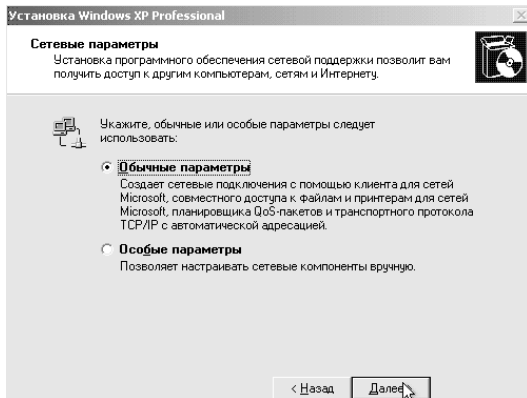 Установка Windows XP Professional
Сетевые параметры
Установка программного обеспечения сетевой поддержки позволит вам
получить доступ к другим компьютерам, сетям и Интернету.
Укажите, обычные или особые параметры следует
использовать:
Обычные параметры
Создает сетевые подключения с помощью клиента для сетей
Microsoft, совместного доступа к файлам и принтерам для сетей
Microsoft, планировщика QoS-пакетов и транспортного протокола
TCP/IP с автоматической адресацией.
Особые параметры
Позволяет настраивать сетевые компоненты вручную.
< Назад Далее >